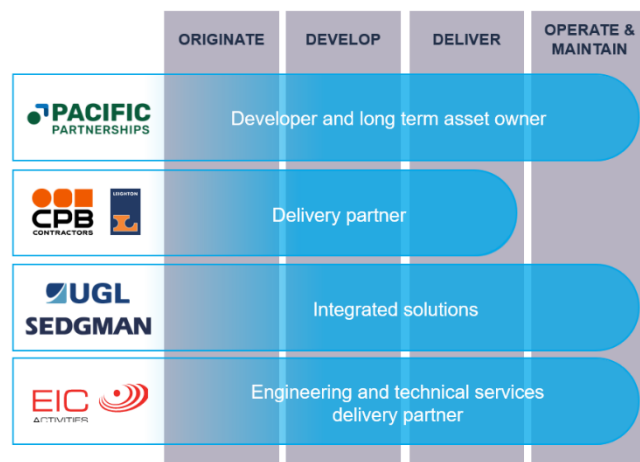 ORIGINATE
DEVELOP
DELIVER
OPERATE &
MAINTAIN
PACIFIC
PARTNERSHIPS
Developer and long term asset owner
CPB
CONTRACTORS
LEIGHTON
L
Delivery partner
UGL
SEDGMAN
Integrated solutions
EIC
ACTIVITIES
Engineering and technical services
delivery partner